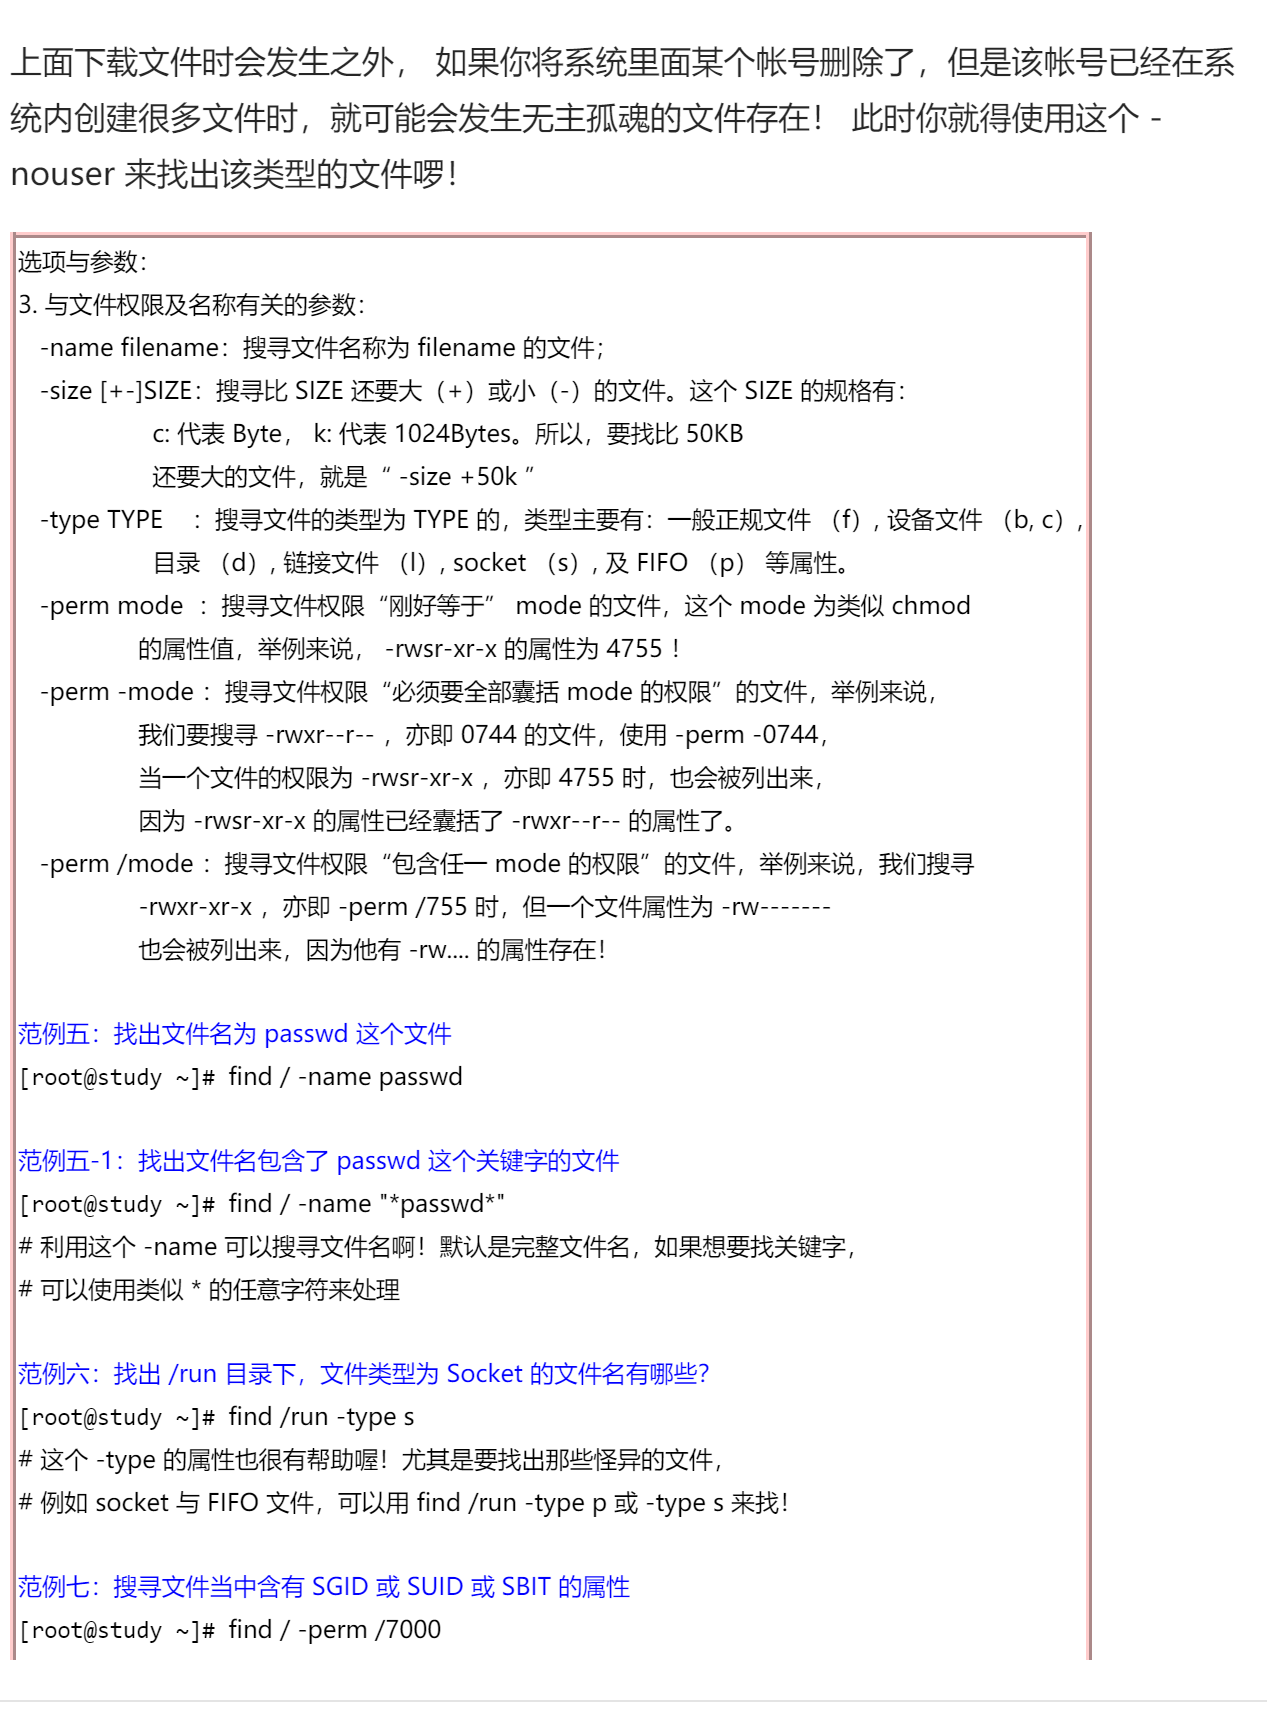 上面下载文件时会发生之外， 如果你将系统里面某个帐号删除了，但是该帐号已经在系
统内创建很多文件时，就可能会发生无主孤魂的文件存在！ 此时你就得使用这个 -
nouser 来找出该类型的文件啰！
选项与参数：
3. 与文件权限及名称有关的参数：
-name filename：搜寻文件名称为 filename 的文件；
-size [+-]SIZE：搜寻比 SIZE 还要大（+）或小（-）的文件。这个 SIZE 的规格有：
c: 代表 Byte， k: 代表 1024Bytes。所以，要找比 50KB
还要大的文件，就是“ -size +50k ”
-type TYPE ：搜寻文件的类型为 TYPE 的，类型主要有：一般正规文件 （f）, 设备文件 （b, c）,
目录 （d）, 链接文件 （l）, socket （s）, 及 FIFO （p） 等属性。
-perm mode ：搜寻文件权限“刚好等于” mode 的文件，这个 mode 为类似 chmod
的属性值，举例来说， -rwsr-xr-x 的属性为 4755 ！
-perm -mode ：搜寻文件权限“必须要全部囊括 mode 的权限”的文件，举例来说，
我们要搜寻 -rwxr--r-- ，亦即 0744 的文件，使用 -perm -0744，
当一个文件的权限为 -rwsr-xr-x ，亦即 4755 时，也会被列出来，
因为 -rwsr-xr-x 的属性已经囊括了 -rwxr--r-- 的属性了。
-perm /mode ：搜寻文件权限“包含任一 mode 的权限”的文件，举例来说，我们搜寻
-rwxr-xr-x ，亦即 -perm /755 时，但一个文件属性为 -rw-------
也会被列出来，因为他有 -rw.... 的属性存在！
范例五：找出文件名为 passwd 这个文件
[root@study ~]# find / -name passwd
范例五-1：找出文件名包含了 passwd 这个关键字的文件
[root@study ~]# find / -name "*passwd*"
# 利用这个 -name 可以搜寻文件名啊！默认是完整文件名，如果想要找关键字，
# 可以使用类似 * 的任意字符来处理
范例六：找出 /run 目录下，文件类型为 Socket 的文件名有哪些？
[root@study ~]# find /run -type s
# 这个 -type 的属性也很有帮助喔！尤其是要找出那些怪异的文件，
# 例如 socket 与 FIFO 文件，可以用 find /run -type p 或 -type s 来找！
范例七：搜寻文件当中含有 SGID 或 SUID 或 SBIT 的属性
[root@study ~]# find / -perm /7000